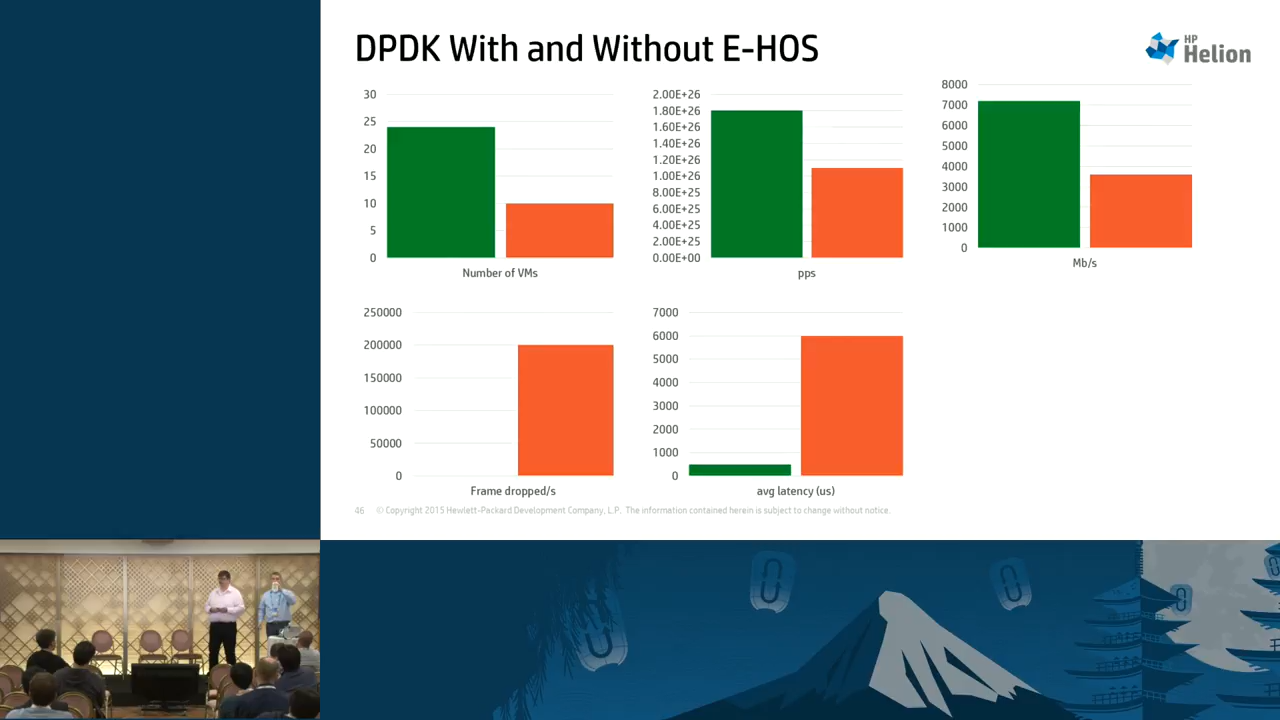 DPDK With and Without E-HOS
HP
Helion
30
25
20
15
10
5
0
Number of VMs
2.00E+26
1.80E+26
1.60E+26
1.40E+26
1.20E+26
1.00E+26
8.00E+25
6.00E+25
4.00E+25
2.00E+25
0.00E+00
pps
8000
7000
6000
5000
4000
3000
2000
1000
0
Mb/s
250000
200000
150000
100000
50000
0
Frame dropped/s
7000
6000
5000
4000
3000
2000
1000
0
avg latency (us)
46 © Copyright 2015 Hewlett-Packard Development Company, L.P. The information contained herein is subject to change without notice.